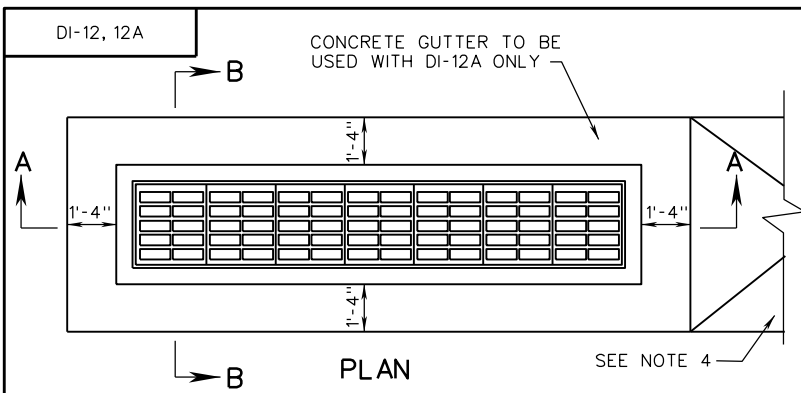 DI-12, 12A
CONCRETE GUTTER TO BE
USED WITH DI-12A ONLY
B
A
A
1'-4"
1'-4"
1'-4"
1'-4"
B
PLAN
SEE NOTE 4